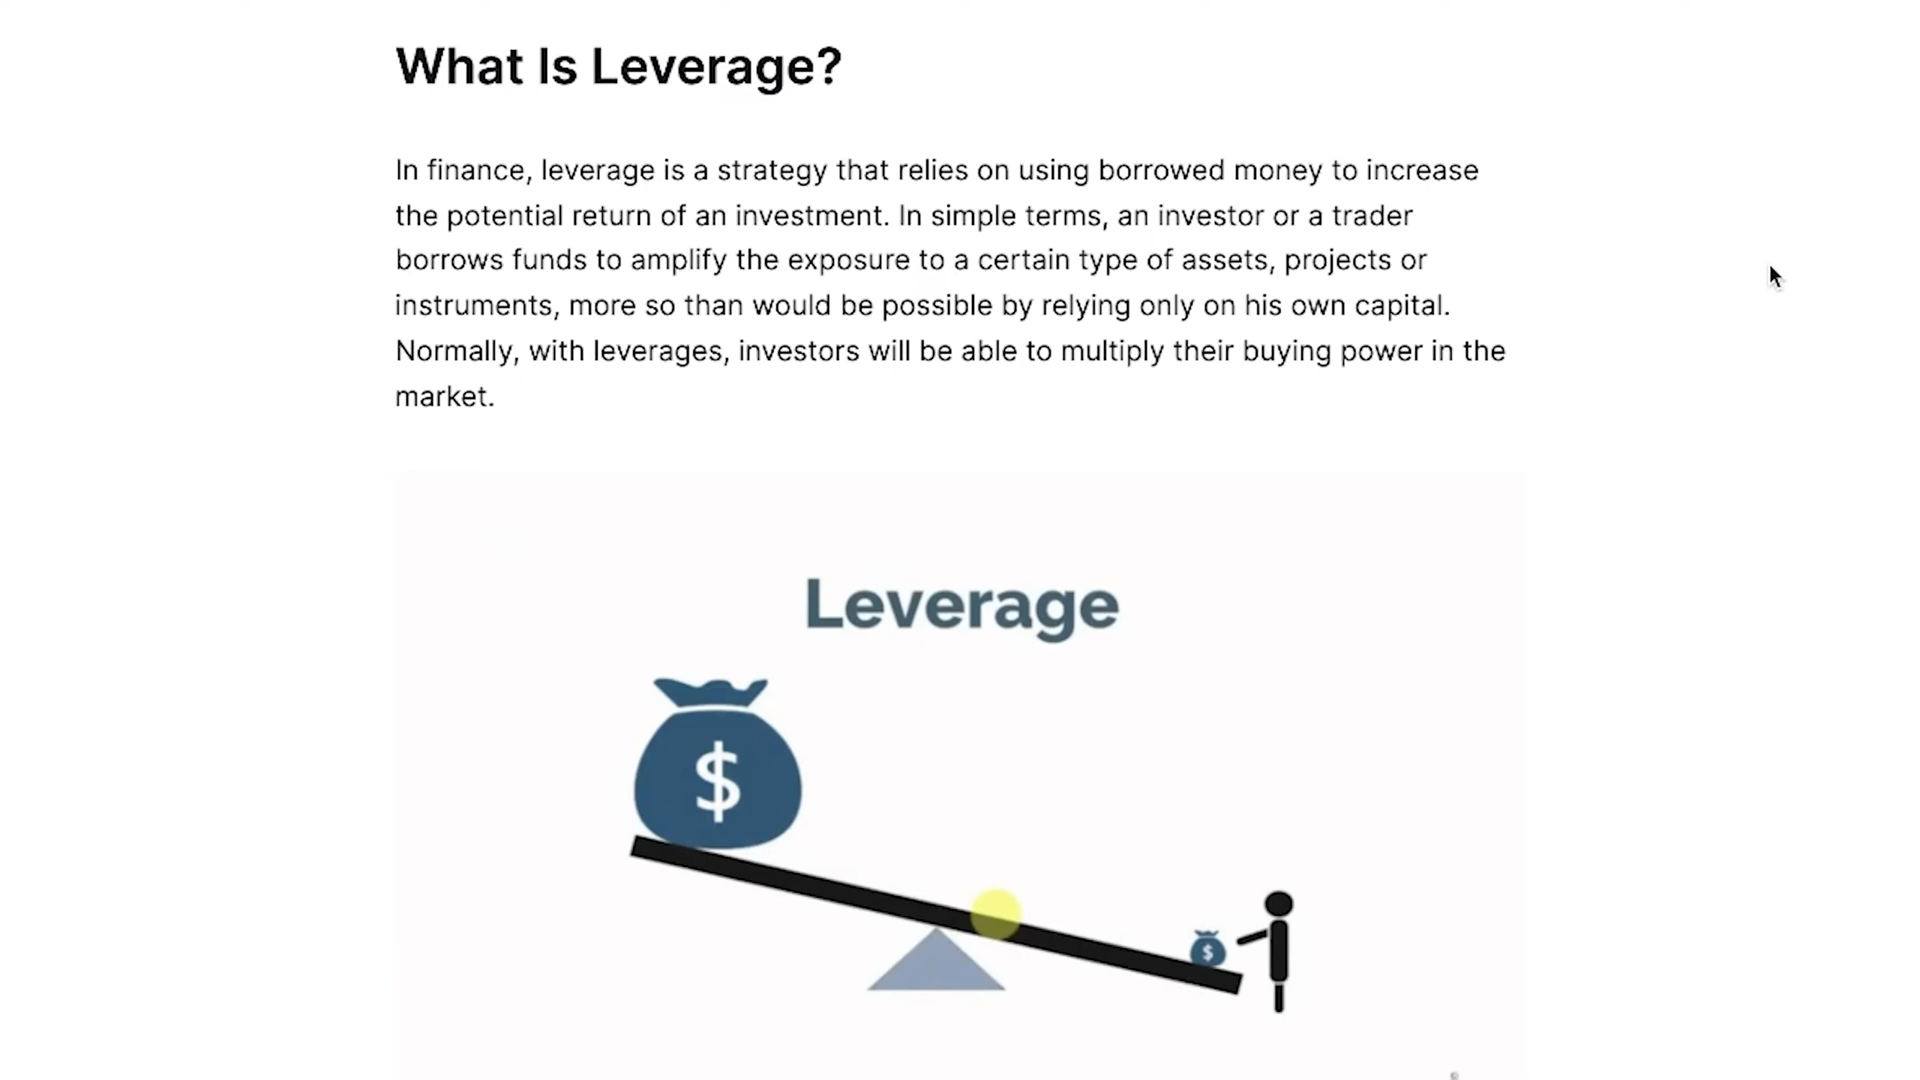 What Is Leverage?
In finance, leverage is a strategy that relies on using borrowed money to increase
the potential return of an investment. In simple terms, an investor or a trader
borrows funds to amplify the exposure to a certain type of assets, projects or
instruments, more so than would be possible by relying only on his own capital.
Normally, with leverages, investors will be able to multiply their buying power in the
market.
Leverage
$
$